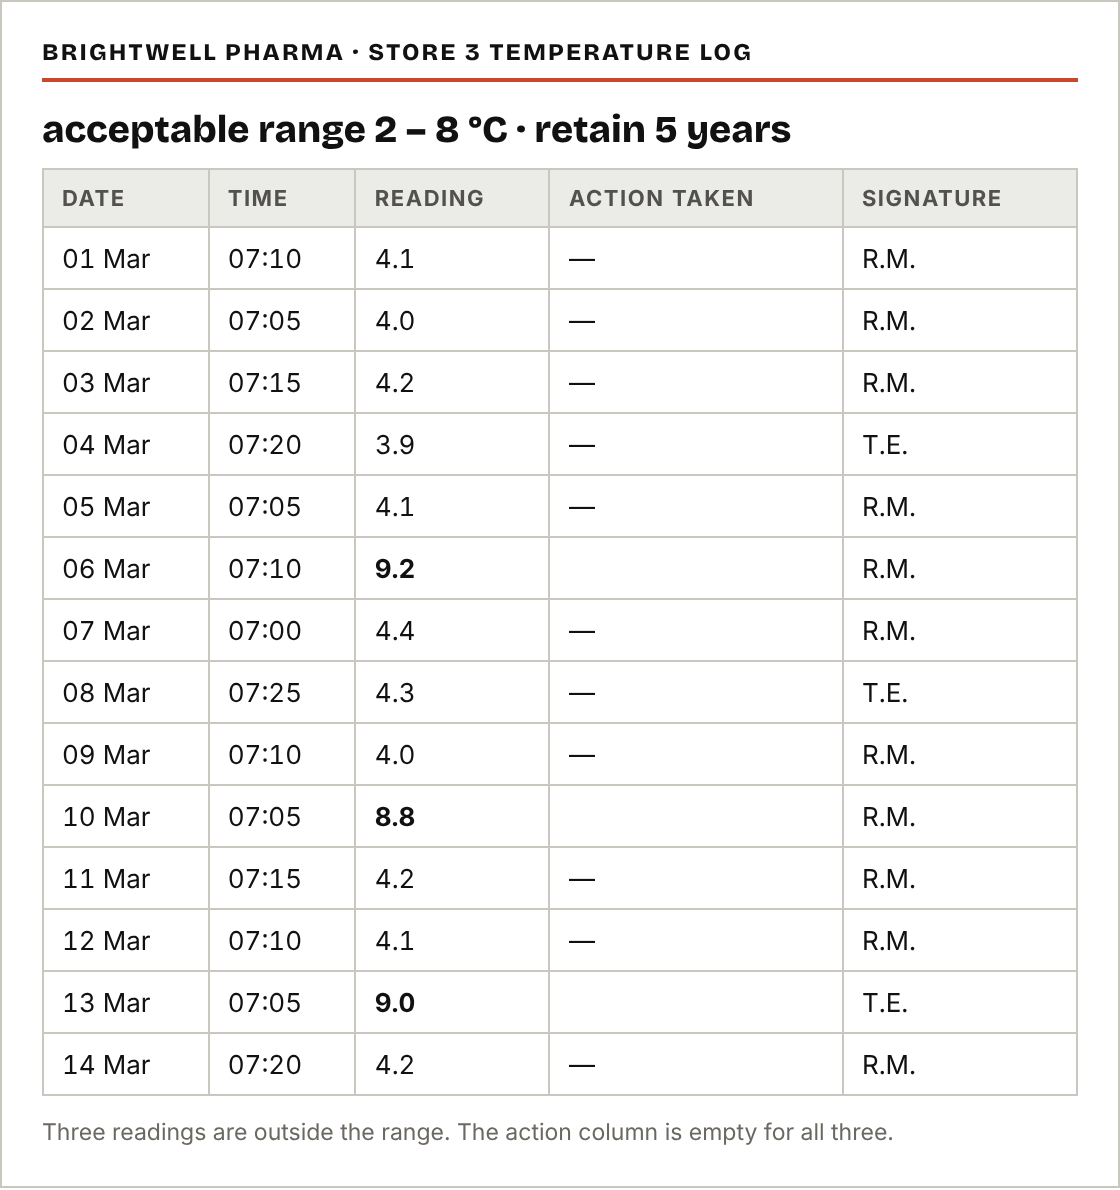 BRIGHTWELL PHARMA · STORE 3 TEMPERATURE LOG
acceptable range 2 – 8 °C · retain 5 years
DATE TIME READING ACTION TAKEN SIGNATURE
01 Mar 07:10 4.1 — R.M.
02 Mar 07:05 4.0 — R.M.
03 Mar 07:15 4.2 — R.M.
04 Mar 07:20 3.9 — T.E.
05 Mar 07:05 4.1 — R.M.
06 Mar 07:10 9.2 R.M.
07 Mar 07:00 4.4 — R.M.
08 Mar 07:25 4.3 — T.E.
09 Mar 07:10 4.0 — R.M.
10 Mar 07:05 8.8 R.M.
11 Mar 07:15 4.2 — R.M.
12 Mar 07:10 4.1 — R.M.
13 Mar 07:05 9.0 T.E.
14 Mar 07:20 4.2 — R.M.
Three readings are outside the range. The action column is empty for all three.